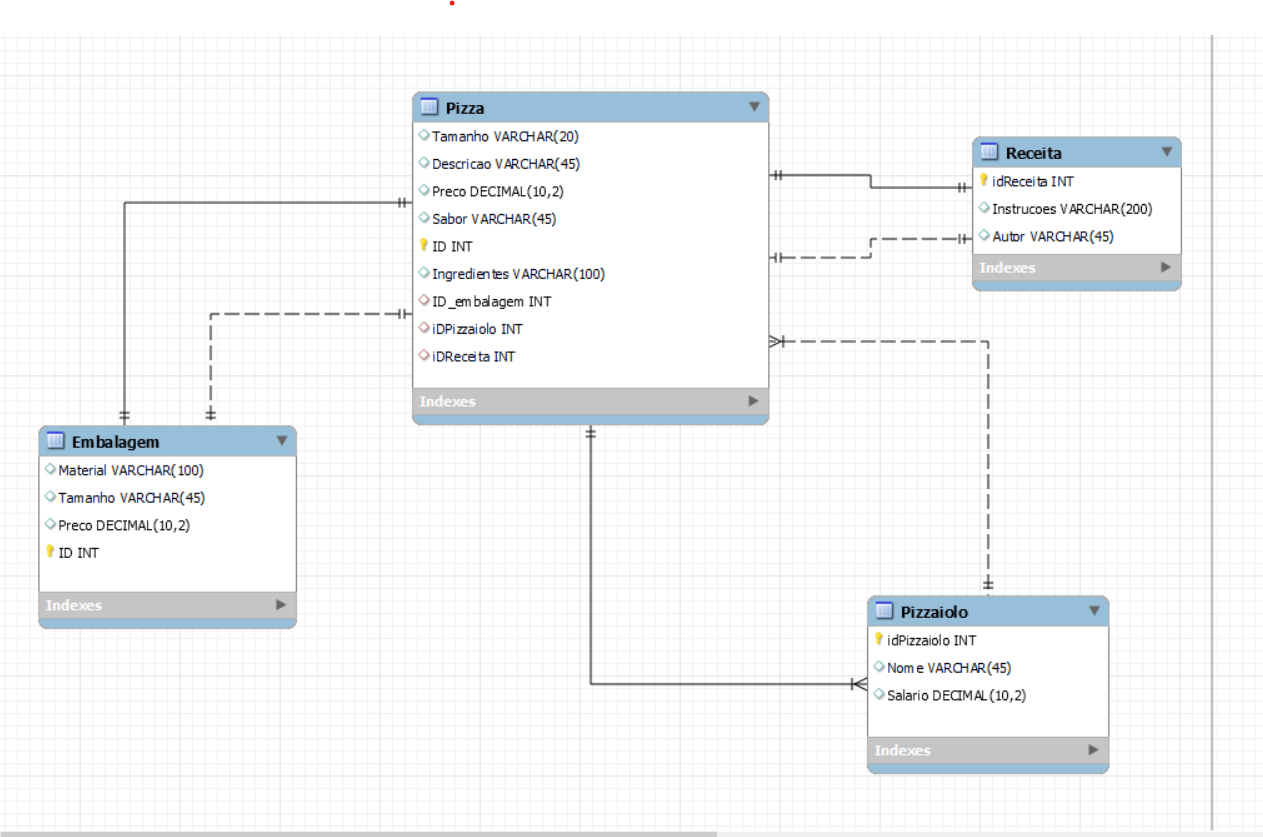 Pizza
Tamanho VARCHAR(20)
Descricao VARCHAR(45)
Preco DECIMAL(10,2)
Sabor VARCHAR(45)
ID INT
Ingredientes VARCHAR(100)
ID_embalagem INT
iDPizzaiolo INT
iDReceita INT
Indexes
Receita
idReceita INT
Instrucoes VARCHAR(200)
Autor VARCHAR(45)
Indexes
Embalagem
Material VARCHAR(100)
Tamanho VARCHAR(45)
Preco DECIMAL(10,2)
ID INT
Indexes
Pizzaiolo
idPizzaiolo INT
Nome VARCHAR(45)
Salario DECIMAL(10,2)
Indexes